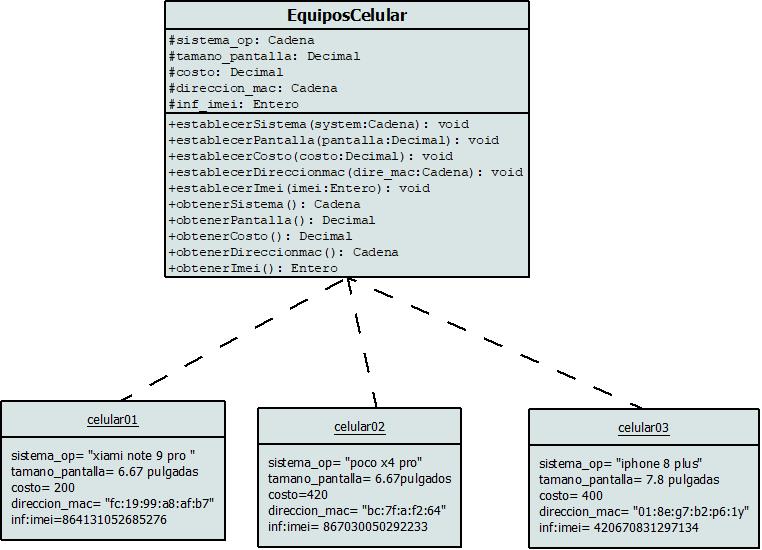 EquiposCelular
#sistema_op: Cadena
#tamano_pantalla: Decimal
#costo: Decimal
#direccion_mac: Cadena
#inf_imei: Entero
+establecerSistema(system:Cadena): void
+establecerPantalla(pantalla:Decimal): void
+establecerCosto(costo:Decimal): void
+establecerDireccionmac(dire_mac:Cadena): void
+establecerImei(imei:Entero): void
+obtenerSistema(): Cadena
+obtenerPantalla(): Decimal
+obtenerCosto(): Decimal
+obtenerDireccionmac(): Cadena
+obtenerImei(): Entero
celular01
sistema_op= "xiami note 9 pro "
tamano_pantalla= 6.67 pulgadas
costo= 200
direccion_mac= "fc:19:99:a8:af:b7"
inf:imei=864131052685276
celular02
sistema_op= "poco x4 pro"
tamano_pantalla= 6.67pulgados
costo=420
direccion_mac= "bc:7f:a:f2:64"
inf:imei= 867030050292233
celular03
sistema_op= "iphone 8 plus"
tamano_pantalla= 7.8 pulgadas
costo= 400
direccion_mac= "01:8e:g7:b2:p6:1y"
inf:imei= 420670831297134